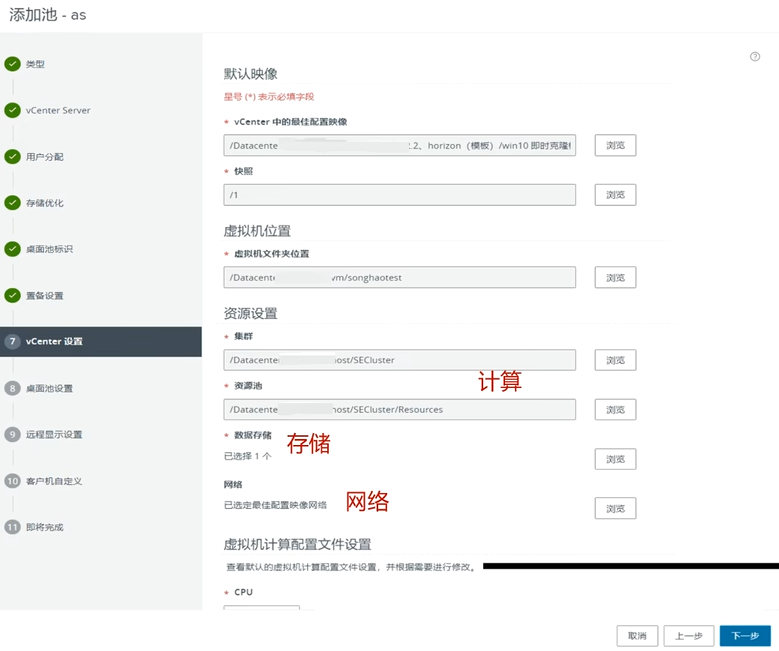 添加池 - as
类型
vCenter Server
用户分配
存储优化
桌面池标识
置备设置
7 vCenter 设置
8 桌面池设置
9 远程显示设置
10 客户机自定义
11 即将完成
默认映像
星号 (*) 表示必填字段
* vCenter 中的最佳配置映像
/Datacente 2.2、horizon（模板）/win10 即时克隆
浏览
* 快照
/1
浏览
虚拟机位置
* 虚拟机文件夹位置
/Datacente vm/songhaotest
浏览
资源设置
* 集群
/Datacente host/SECluster
浏览
计算
* 资源池
/Datacente host/SECluster/Resources
浏览
* 数据存储
存储
已选择 1 个
浏览
网络
网络
已选定最佳配置映像网络
浏览
虚拟机计算配置文件设置
查看默认的虚拟机计算配置文件设置，并根据需要进行修改。
* CPU
取消
上一步
下一步